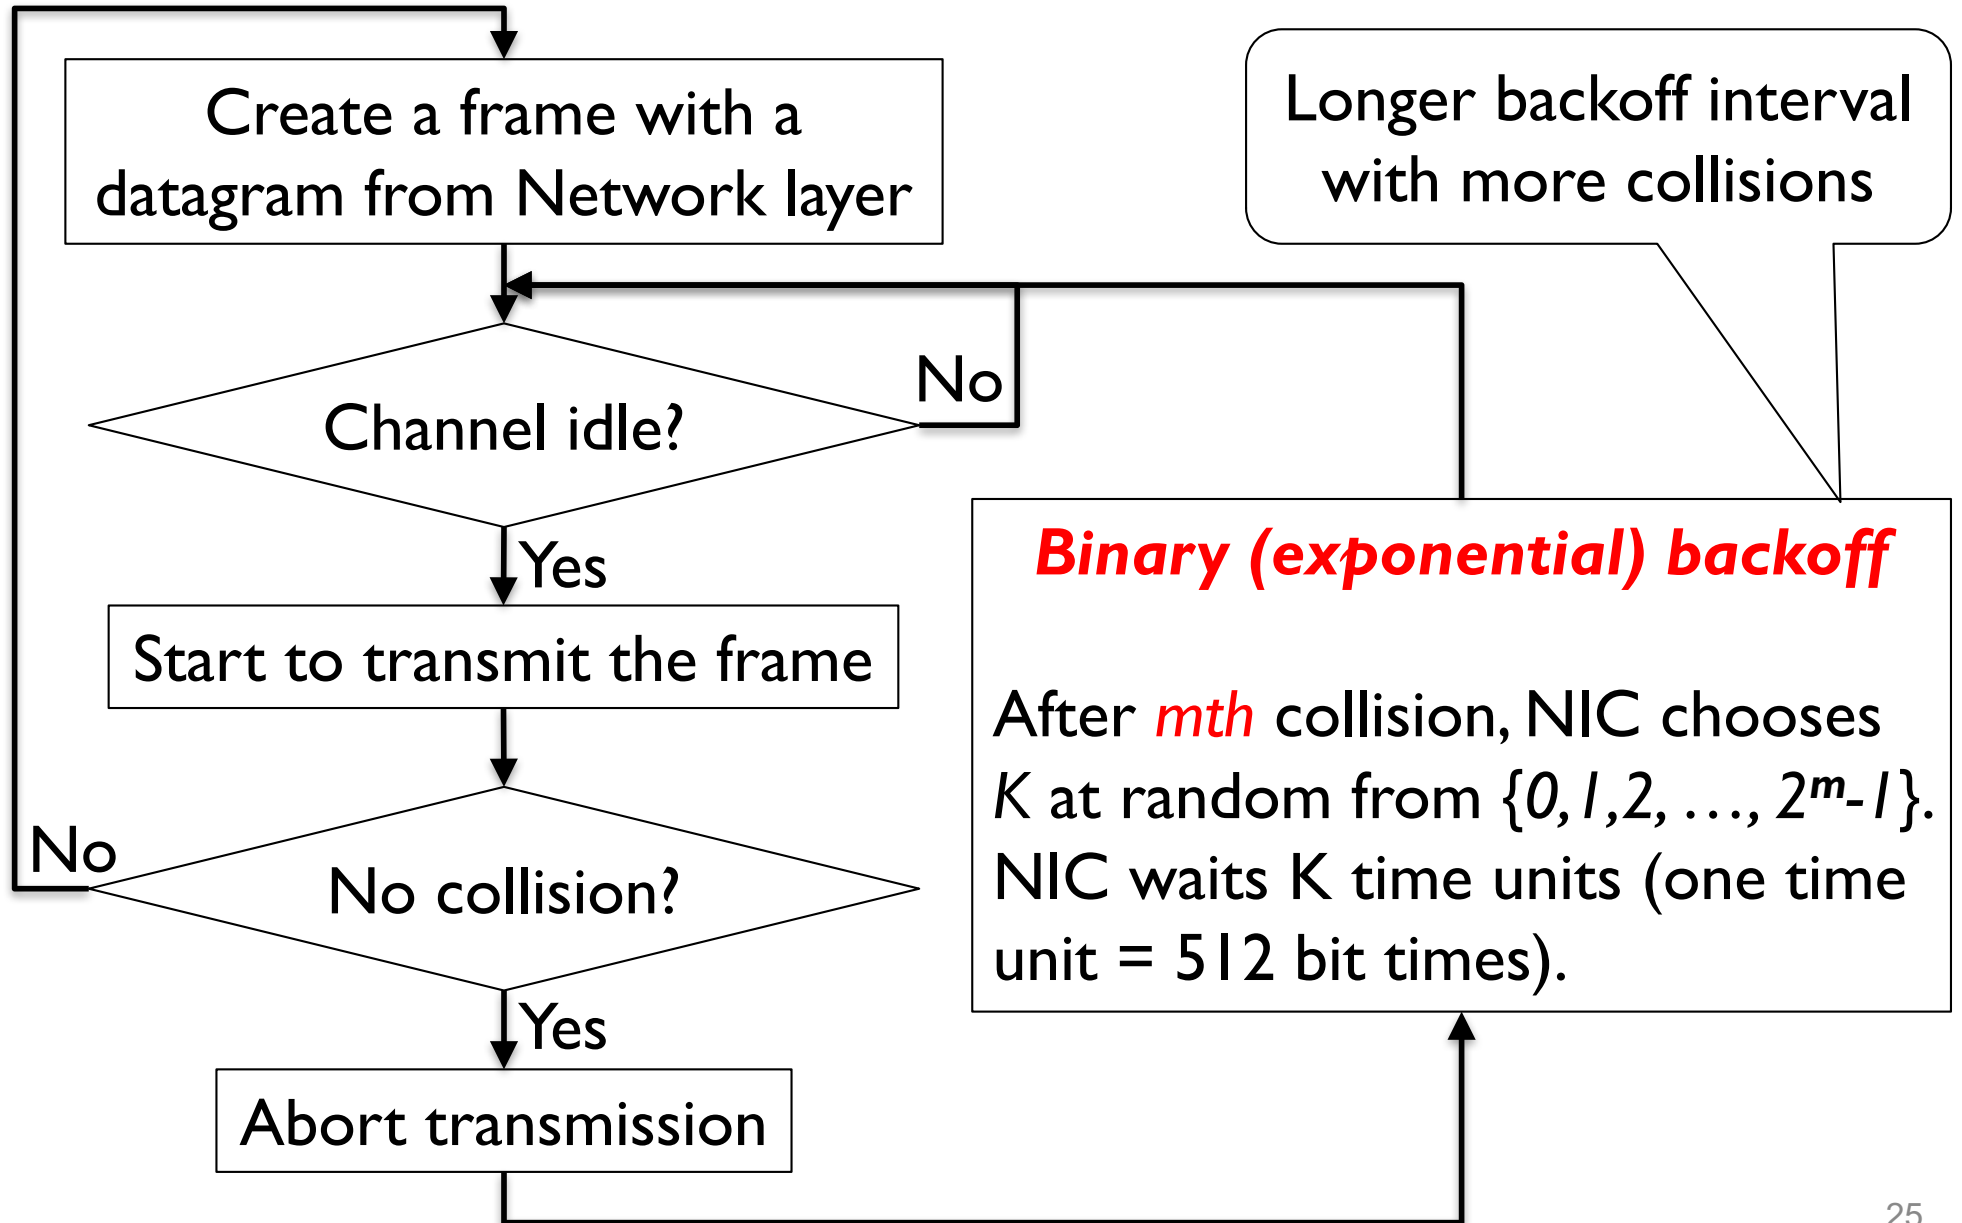 Create a frame with a
datagram from Network layer
Longer backoff interval
with more collisions
No
Channel idle?
Yes
Start to transmit the frame
No
No collision?
Yes
Abort transmission
Binary (exponential) backoff
After mth collision, NIC chooses
K at random from {0,1,2, …, 2ᵐ-1}.
NIC waits K time units (one time
unit = 512 bit times).
25